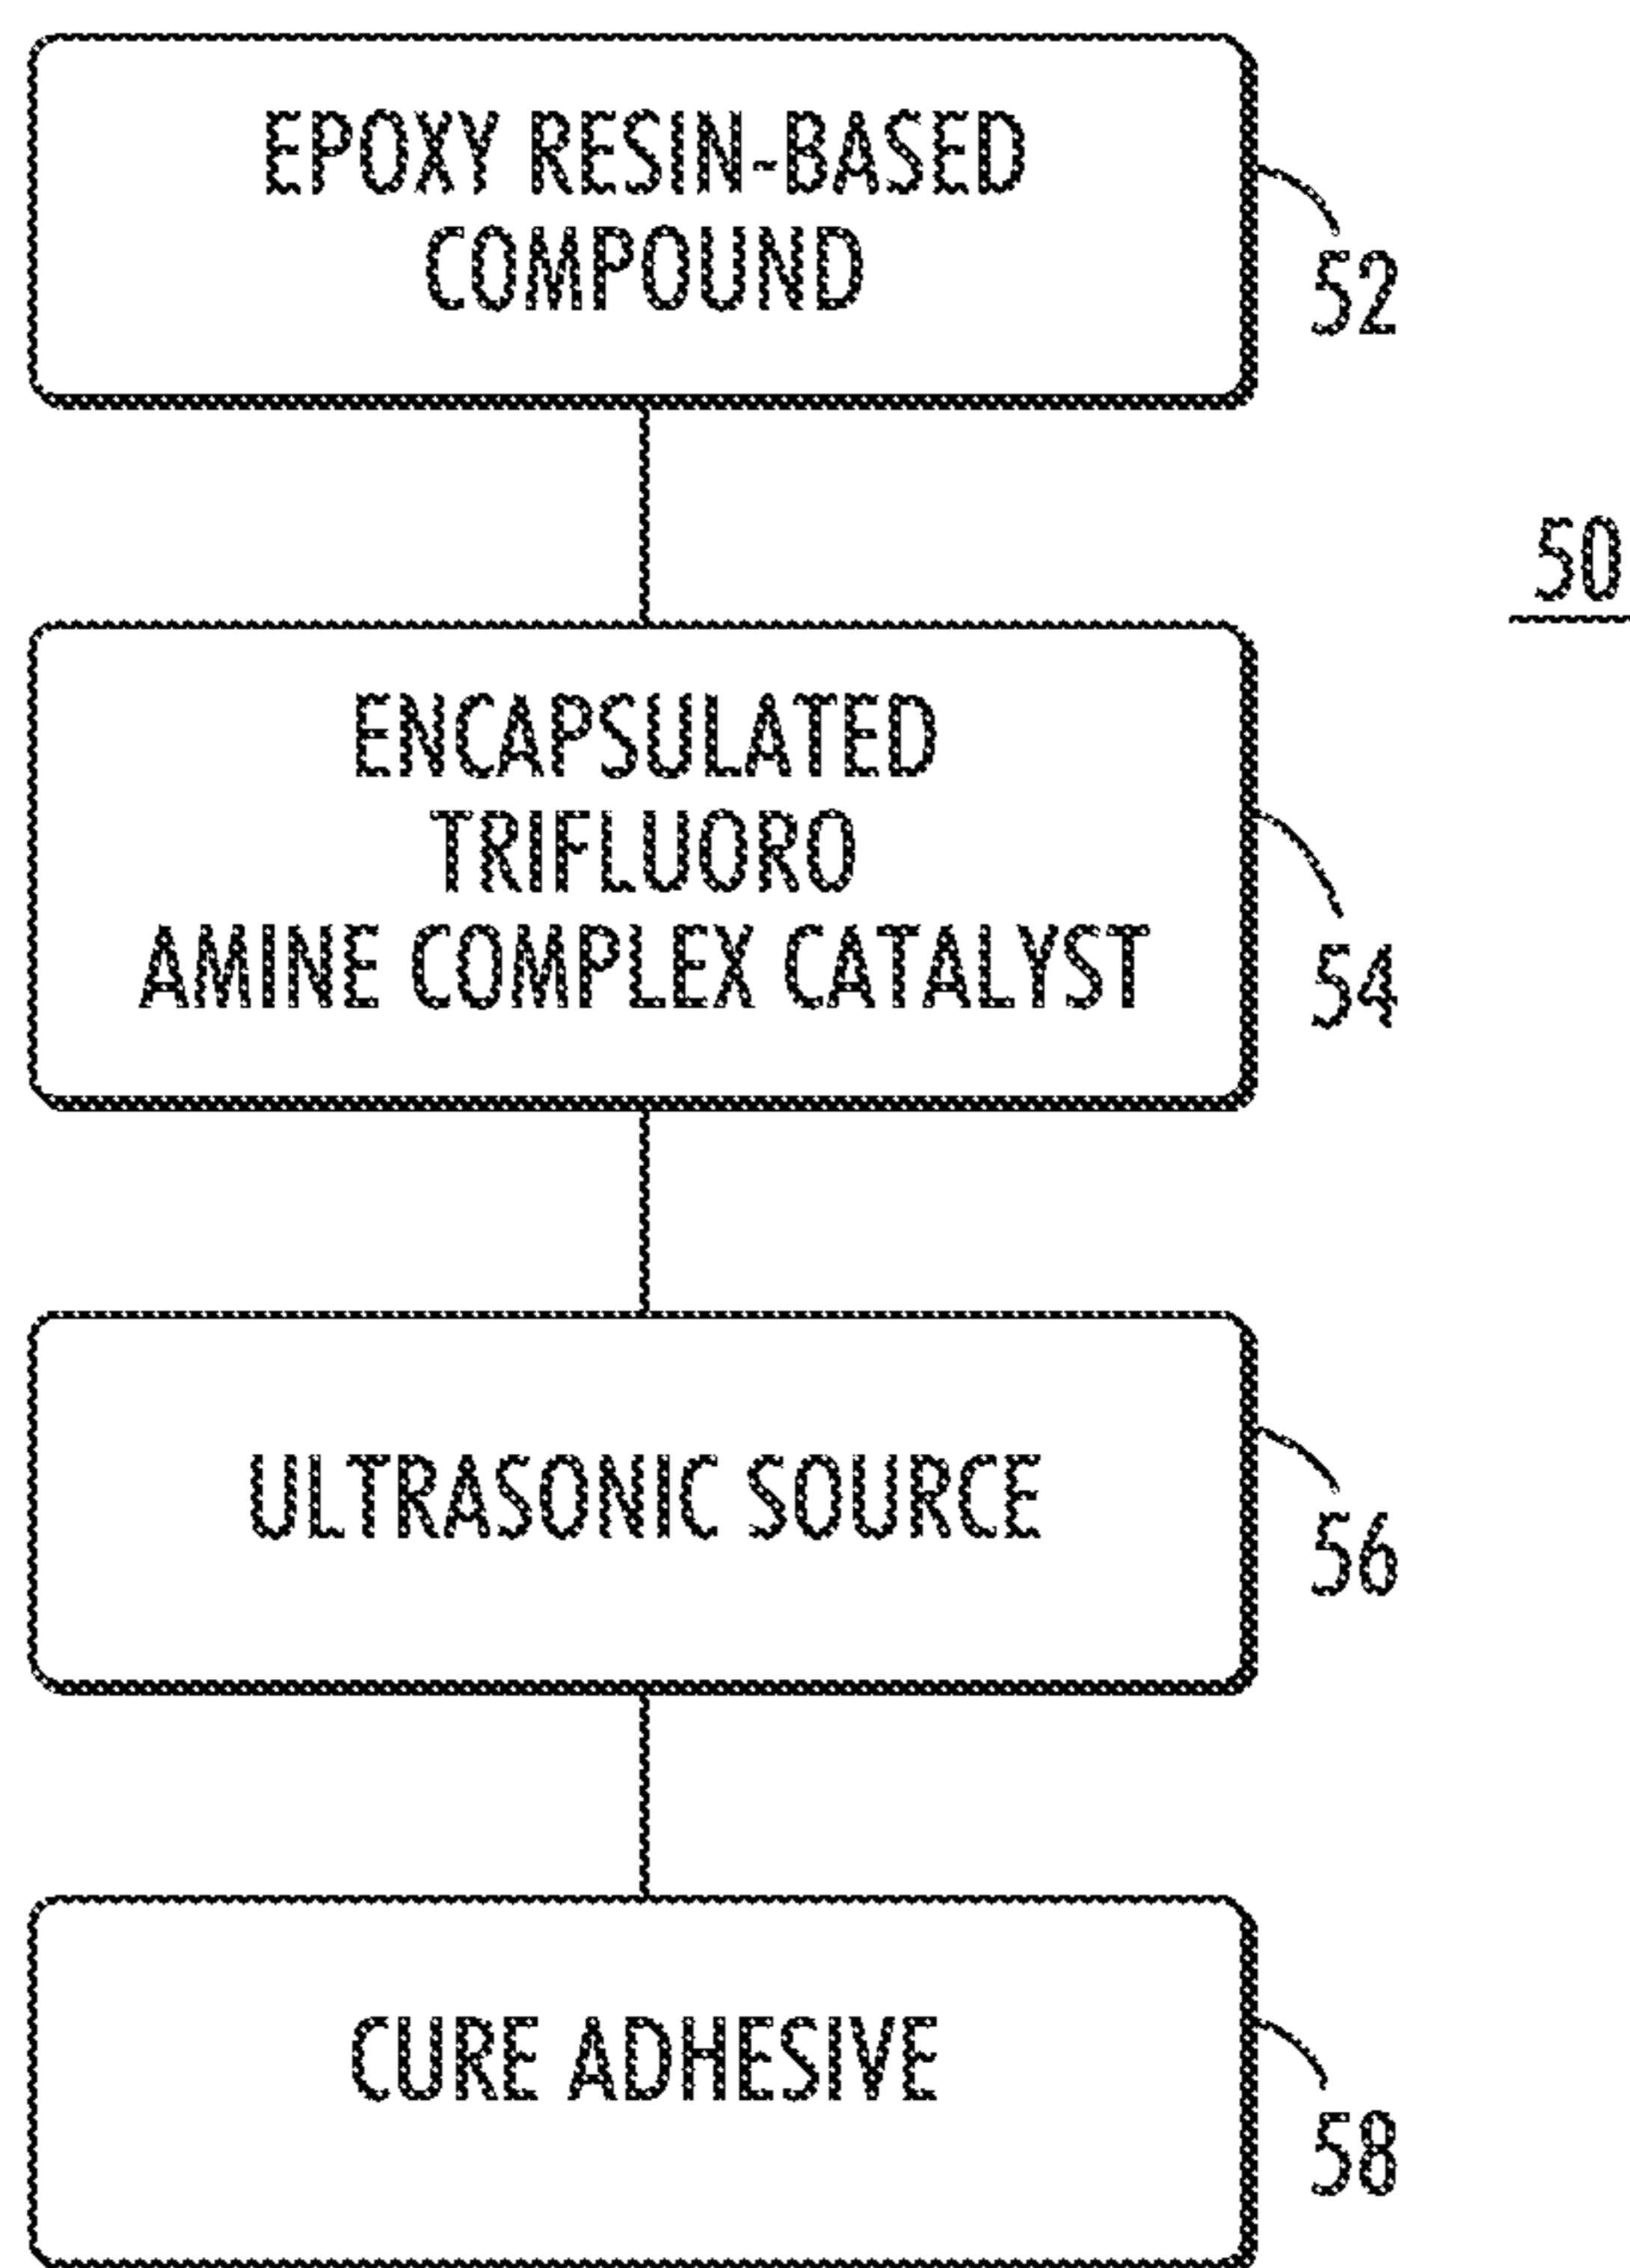 EPOXY RESIN-BASED
COMPOUND
52
50
ENCAPSULATED
TRIFLUORO
AMINE COMPLEX CATALYST
54
ULTRASONIC SOURCE
56
CURE ADHESIVE
58